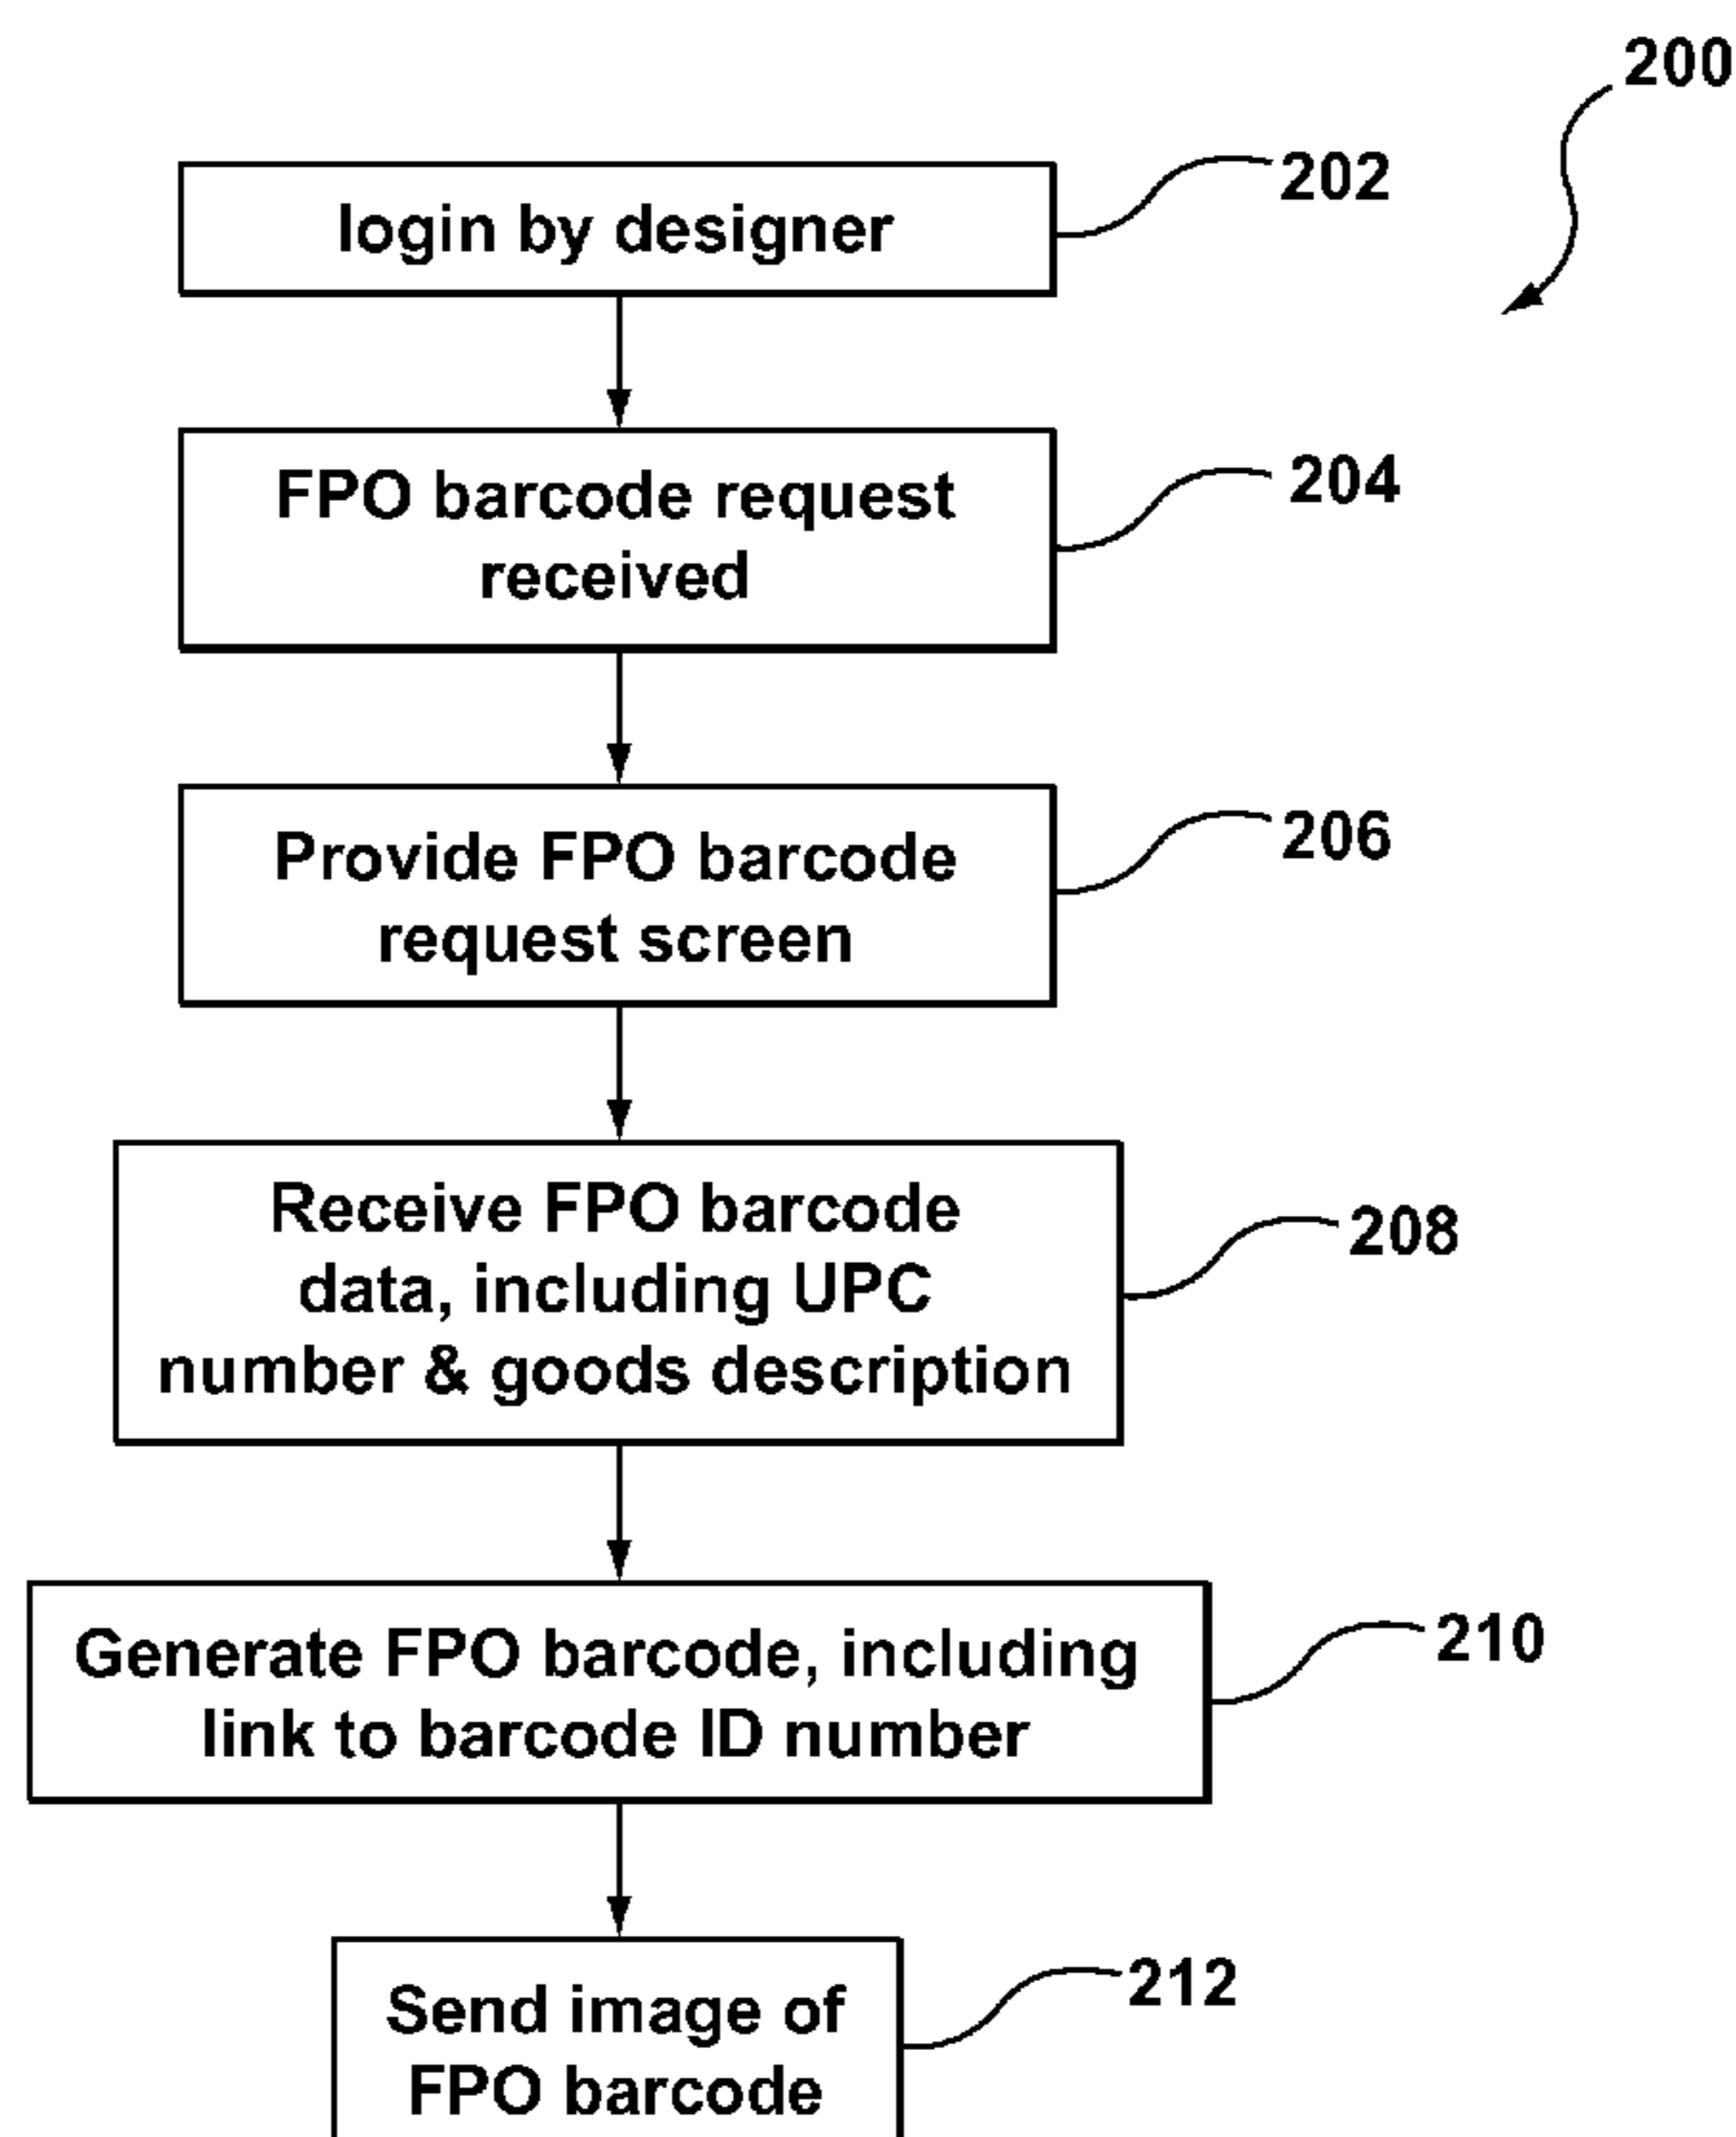 200
login by designer
202
FPO barcode request
received
204
Provide FPO barcode
request screen
206
Receive FPO barcode
data, including UPC
number & goods description
208
Generate FPO barcode, including
link to barcode ID number
210
Send image of
FPO barcode
212